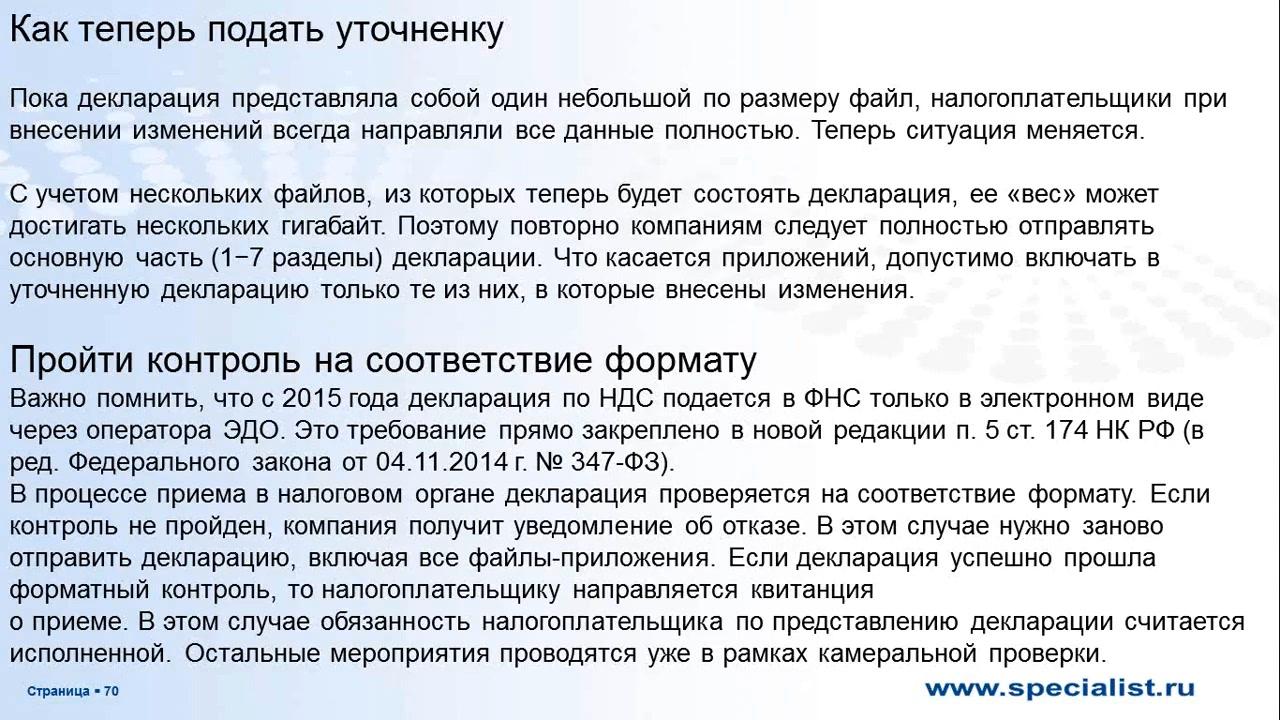 Как теперь подать уточненку
Пока декларация представляла собой один небольшой по размеру файл, налогоплательщики при
внесении изменений всегда направляли все данные полностью. Теперь ситуация меняется.
С учетом нескольких файлов, из которых теперь будет состоять декларация, ее «вес» может
достигать нескольких гигабайт. Поэтому повторно компаниям следует полностью отправлять
основную часть (1−7 разделы) декларации. Что касается приложений, допустимо включать в
уточненную декларацию только те из них, в которые внесены изменения.
Пройти контроль на соответствие формату
Важно помнить, что с 2015 года декларация по НДС подается в ФНС только в электронном виде
через оператора ЭДО. Это требование прямо закреплено в новой редакции п. 5 ст. 174 НК РФ (в
ред. Федерального закона от 04.11.2014 г. № 347-ФЗ).
В процессе приема в налоговом органе декларация проверяется на соответствие формату. Если
контроль не пройден, компания получит уведомление об отказе. В этом случае нужно заново
отправить декларацию, включая все файлы-приложения. Если декларация успешно прошла
форматный контроль, то налогоплательщику направляется квитанция
о приеме. В этом случае обязанность налогоплательщика по представлению декларации считается
исполненной. Остальные мероприятия проводятся уже в рамках камеральной проверки.
Страница ▪ 70
www.specialist.ru